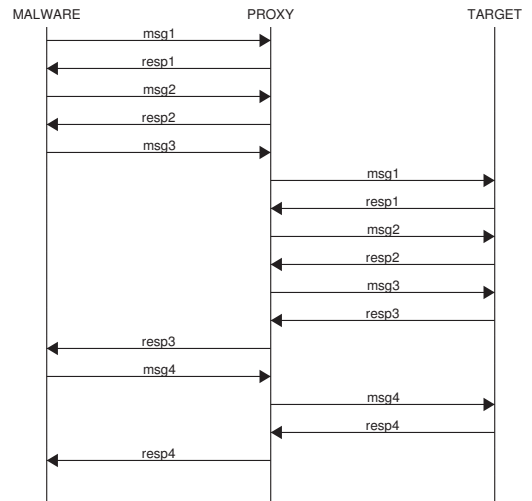 MALWARE PROXY TARGET
msg1
resp1
msg2
resp2
msg3
msg1
resp1
msg2
resp2
msg3
resp3
resp3
msg4
msg4
resp4
resp4